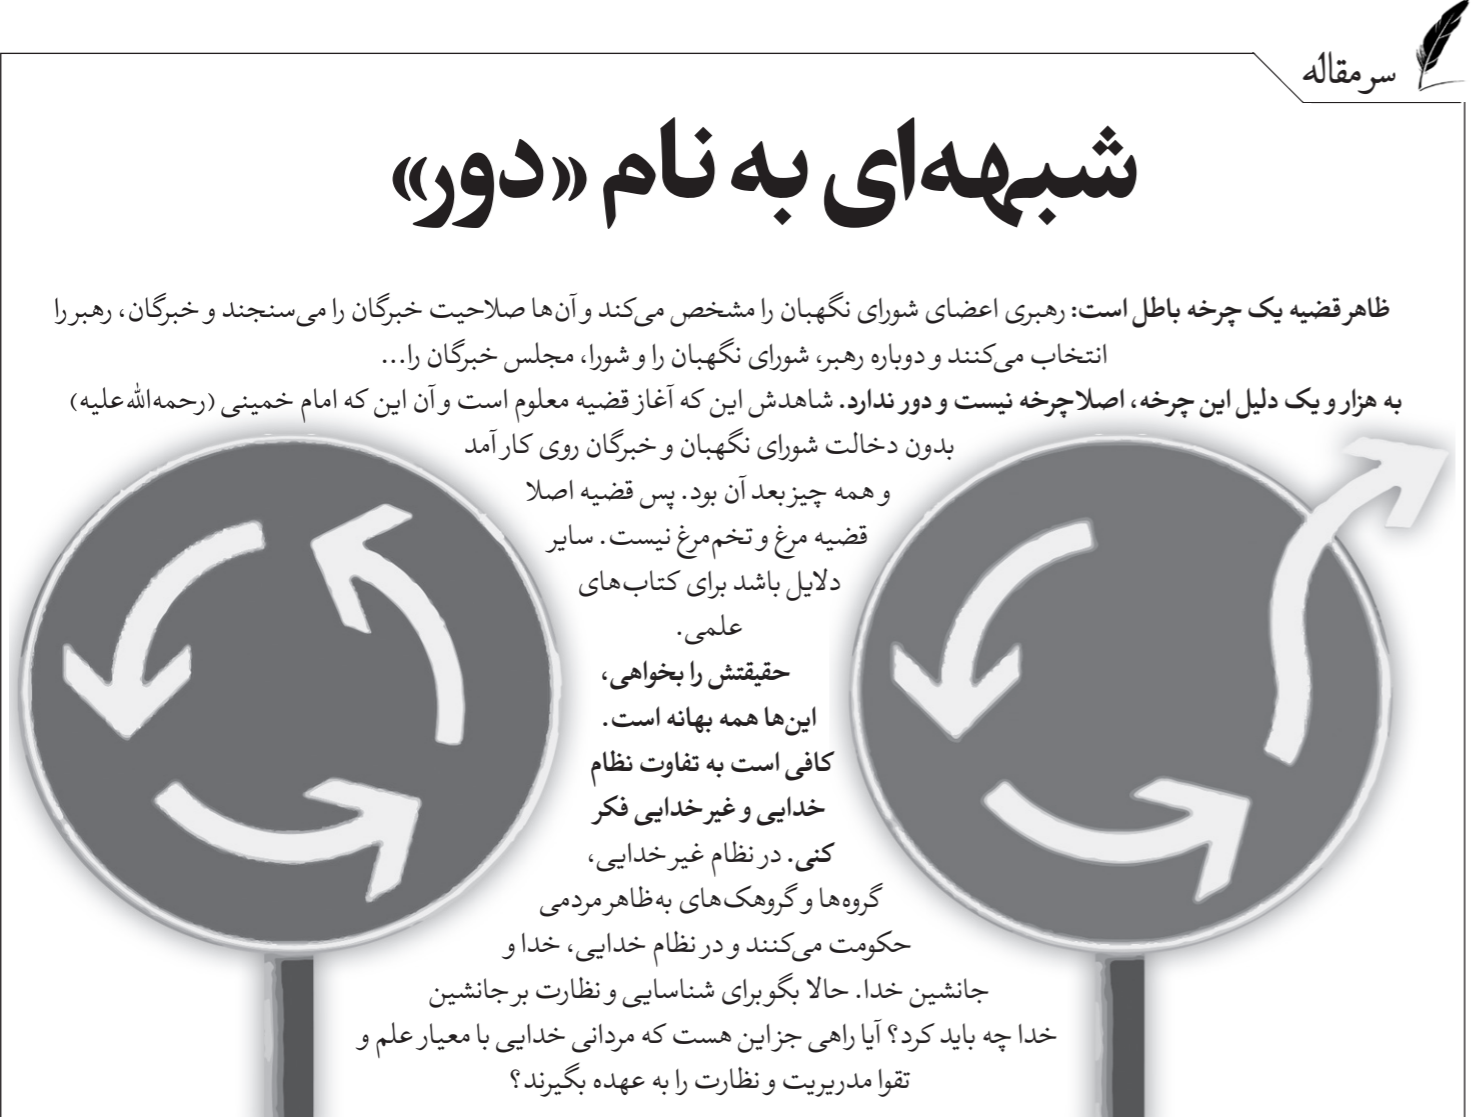 سرمقاله
شبهه‌ای به نام «دور»
ظاهر قضیه یک چرخه باطل است: رهبری اعضای شورای نگهبان را مشخص می‌کند و آن‌ها صلاحیت خبرگان را می‌سنجند و خبرگان، رهبر را
انتخاب می‌کنند و دوباره رهبر، شورای نگهبان را و شورا، مجلس خبرگان را...
به هزار و یک دلیل این چرخه، اصلا چرخه نیست و دور ندارد. شاهدش این که آغاز قضیه معلوم است و آن این که امام خمینی (رحمه‌الله‌علیه)
بدون دخالت شورای نگهبان و خبرگان روی کار آمد
و همه چیز بعد آن بود. پس قضیه اصلا
قضیه مرغ و تخم‌مرغ نیست. سایر
دلایل باشد برای کتاب‌های
علمی.
حقیقتش را بخواهی،
این‌ها همه بهانه است.
کافی است به تفاوت نظام
خدایی و غیرخدایی فکر
کنی. در نظام غیرخدایی،
گروه‌ها و گروهک‌های به‌ظاهر مردمی
حکومت می‌کنند و در نظام خدایی، خدا و
جانشین خدا. حالا بگو برای شناسایی و نظارت بر جانشین
خدا چه باید کرد؟ آیا راهی جز این هست که مردانی خدایی با معیار علم و
تقوا مدریریت و نظارت را به عهده بگیرند؟